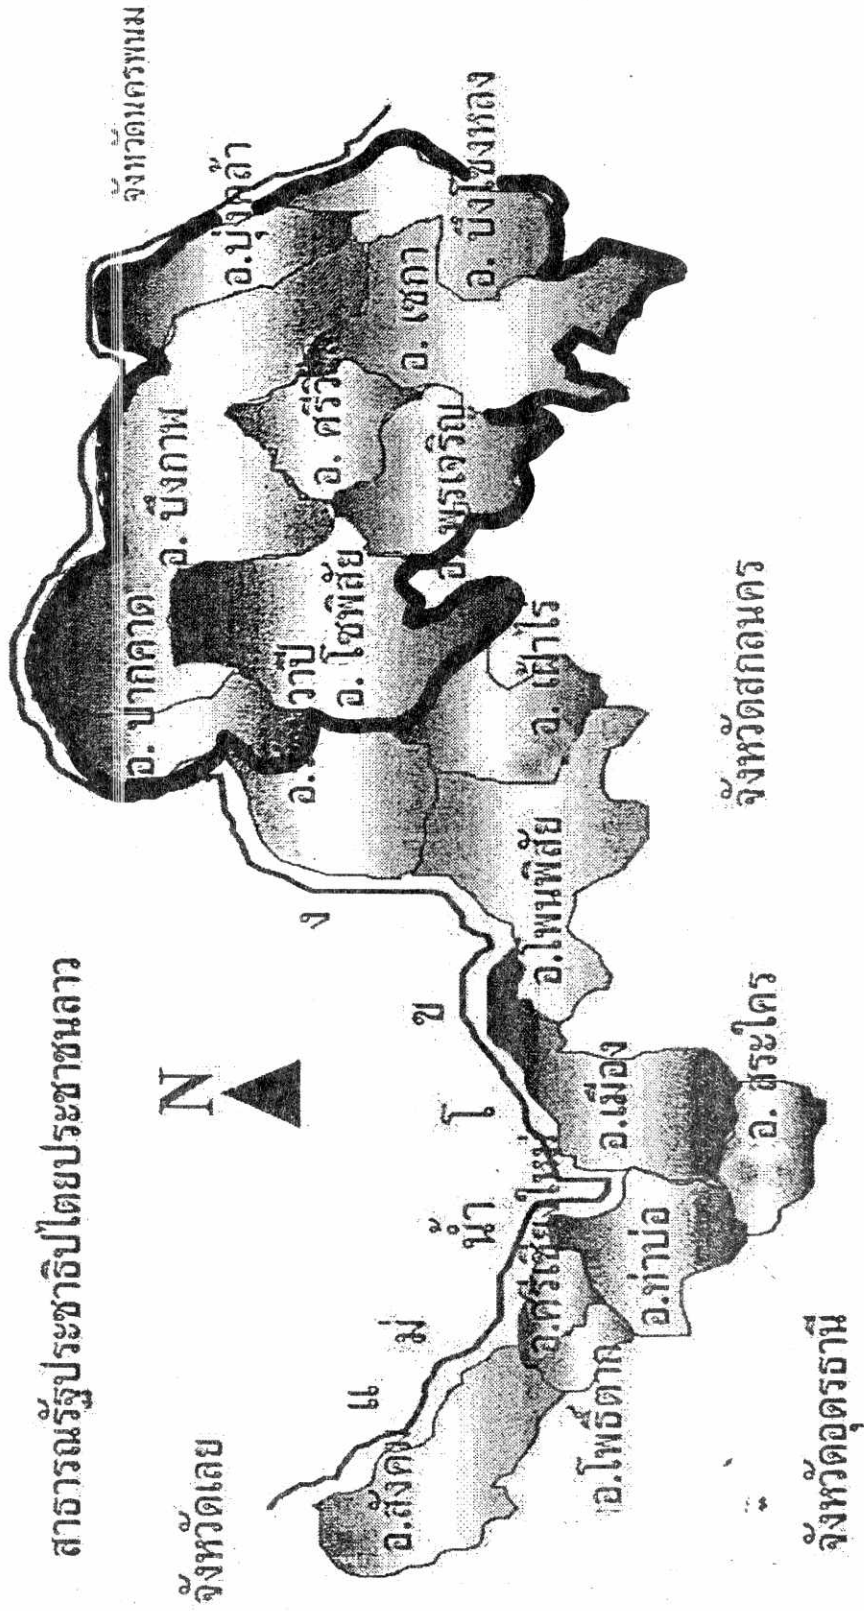 สาธารณรัฐประชาธิปไตยประชาชนลาว
จังหวัดนครพนม
จังหวัดเลย
N
แ ม่ น้ำ โ ข ง
อ. ปากคาด
อ. บึงกาฬ
อ.บุ่งคล้า
วาปี
อ. โซ่พิสัย
อ. ศรีวิ
อ. เซกา
อ. บึงโขงหลง
อ. พรเจริญ
อ. เฝ้าไร่
อ.โพนพิสัย
อ.สังคม
อ.ศรีเชียงใหม่
อ.โพธิ์ตาก
อ.ท่าบ่อ
อ.เมือง
อ. สระใคร
จังหวัดสกลนคร
จังหวัดอุดรธานี